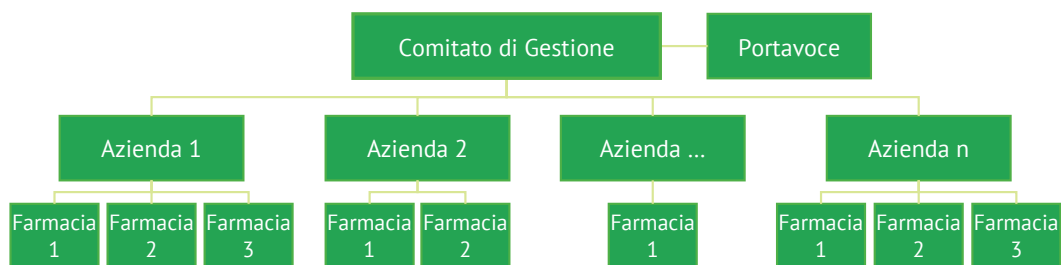 Comitato di Gestione
Portavoce
Azienda 1
Azienda 2
Azienda ...
Azienda n
Farmacia
1
Farmacia
2
Farmacia
3
Farmacia
1
Farmacia
2
Farmacia
1
Farmacia
1
Farmacia
2
Farmacia
3